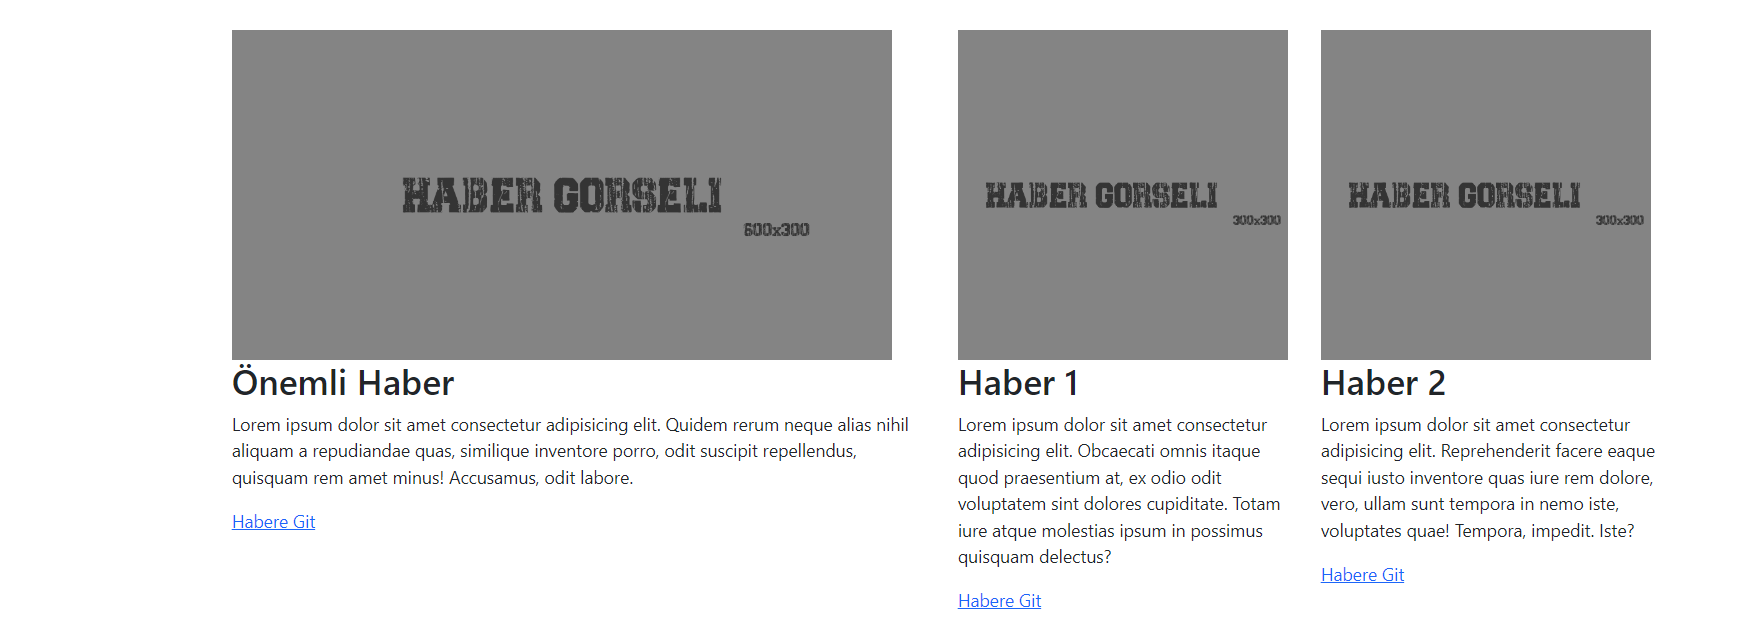 HABER GORSELI
600x300
Önemli Haber
Lorem ipsum dolor sit amet consectetur adipisicing elit. Quidem rerum neque alias nihil
aliquam a repudiandae quas, similique inventore porro, odit suscipit repellendus,
quisquam rem amet minus! Accusamus, odit labore.
Habere Git
HABER GORSELI
300x300
Haber 1
Lorem ipsum dolor sit amet consectetur
adipisicing elit. Obcaecati omnis itaque
quod praesentium at, ex odio odit
voluptatem sint dolores cupiditate. Totam
iure atque molestias ipsum in possimus
quisquam delectus?
Habere Git
HABER GORSELI
300x300
Haber 2
Lorem ipsum dolor sit amet consectetur
adipisicing elit. Reprehenderit facere eaque
sequi iusto inventore quas iure rem dolore,
vero, ullam sunt tempora in nemo iste,
voluptates quae! Tempora, impedit. Iste?
Habere Git